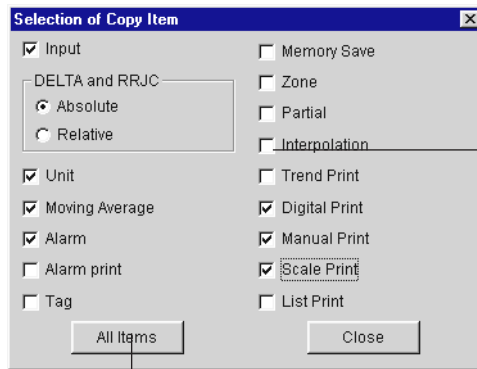 Selection of Copy Item
Input
DELTA and RRJC
Absolute
Relative
Unit
Moving Average
Alarm
Alarm print
Tag
Memory Save
Zone
Partial
Interpolation
Trend Print
Digital Print
Manual Print
Scale Print
List Print
All Items
Close